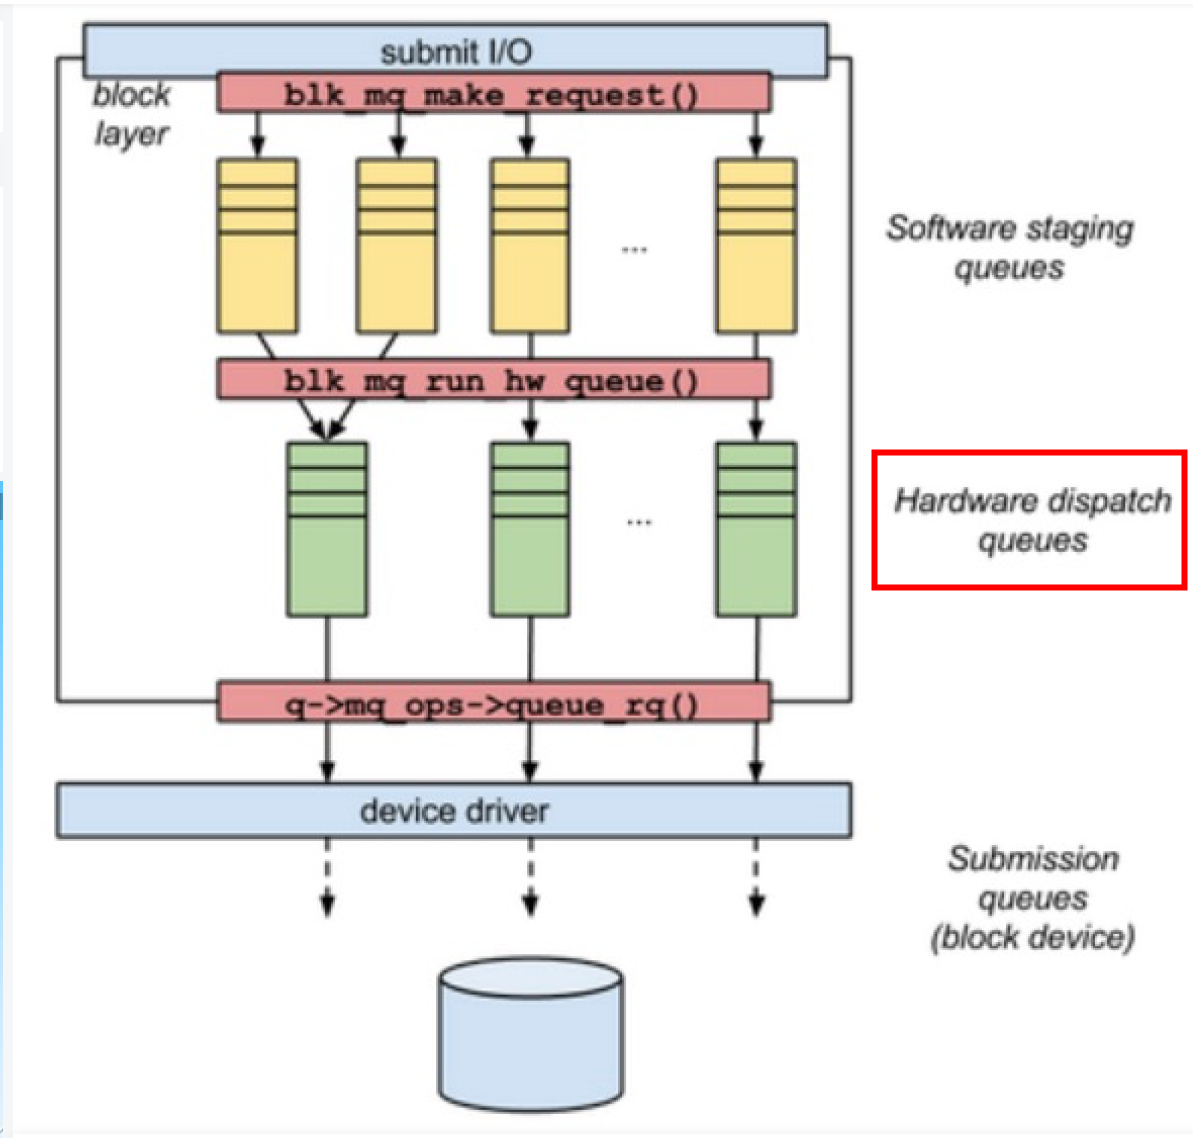 submit I/O
block
layer
blk_mq_make_request()
Software staging
queues
...
blk_mq_run_hw_queue()
Hardware dispatch
queues
...
q->mq_ops->queue_rq()
device driver
Submission
queues
(block device)